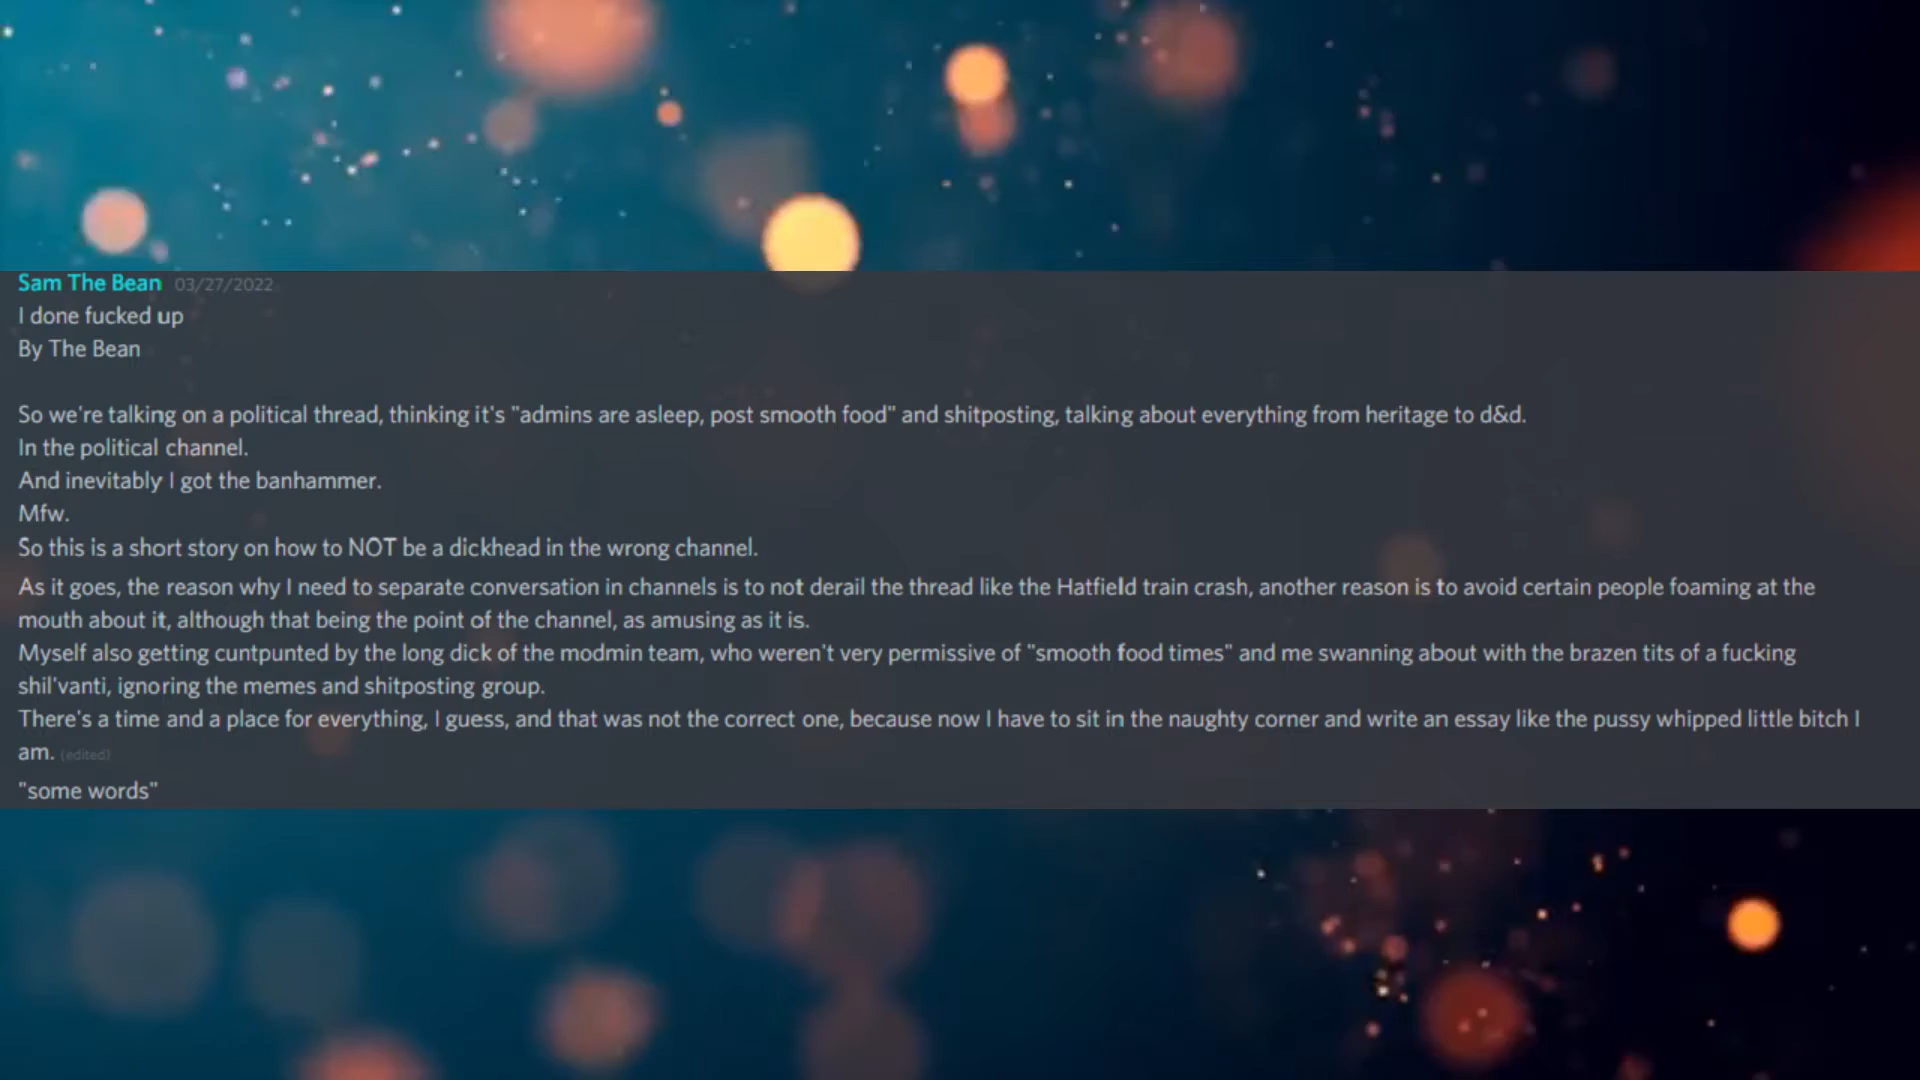 Sam The Bean 03/27/2022
I done fucked up
By The Bean
So we're talking on a political thread, thinking it's "admins are asleep, post smooth food" and shitposting, talking about everything from heritage to d&d.
In the political channel.
And inevitably I got the banhammer.
Mfw.
So this is a short story on how to NOT be a dickhead in the wrong channel.
As it goes, the reason why I need to separate conversation in channels is to not derail the thread like the Hatfield train crash, another reason is to avoid certain people foaming at the
mouth about it, although that being the point of the channel, as amusing as it is.
Myself also getting cuntpunted by the long dick of the modmin team, who weren't very permissive of "smooth food times" and me swanning about with the brazen tits of a fucking
shil'vanti, ignoring the memes and shitposting group.
There's a time and a place for everything, I guess, and that was not the correct one, because now I have to sit in the naughty corner and write an essay like the pussy whipped little bitch I
am. (edited)
"some words"